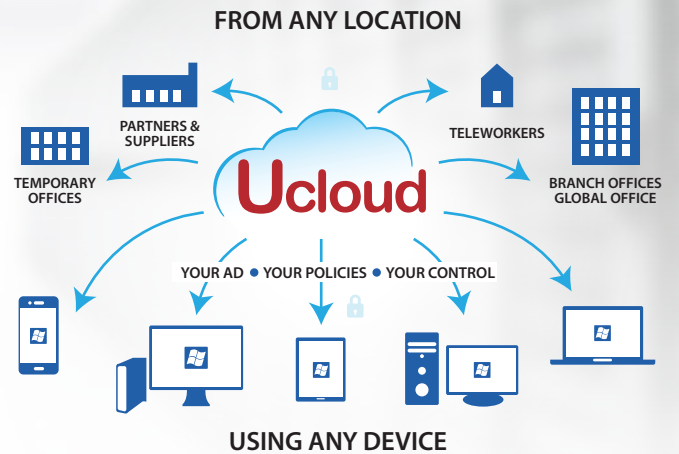 FROM ANY LOCATION
PARTNERS &
SUPPLIERS
TELEWORKERS
TEMPORARY
OFFICES
BRANCH OFFICES
GLOBAL OFFICE
Ucloud
YOUR AD ● YOUR POLICIES ● YOUR CONTROL
USING ANY DEVICE